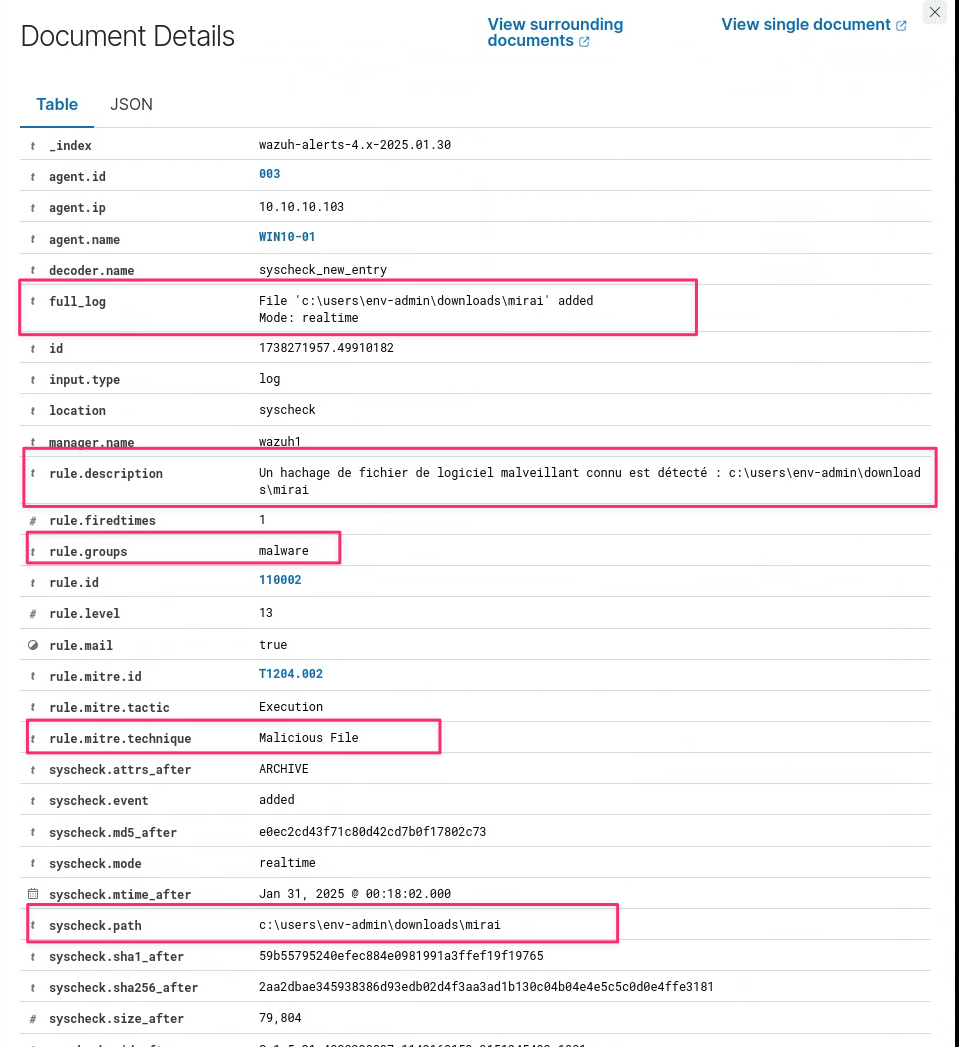 Document Details
View surrounding
documents
View single document
Table JSON
t _index wazuh-alerts-4.x-2025.01.30
t agent.id 003
t agent.ip 10.10.10.103
t agent.name WIN10-01
t decoder.name syscheck_new_entry
t full_log File 'c:\users\env-admin\downloads\mirai' added
Mode: realtime
t id 1738271957.49910182
t input.type log
t location syscheck
t manager.name wazuh1
t rule.description Un hachage de fichier de logiciel malveillant connu est détecté : c:\users\env-admin\download
s\mirai
# rule.firedtimes 1
t rule.groups malware
t rule.id 110002
# rule.level 13
rule.mail true
t rule.mitre.id T1204.002
t rule.mitre.tactic Execution
t rule.mitre.technique Malicious File
t syscheck.attrs_after ARCHIVE
t syscheck.event added
t syscheck.md5_after e0ec2cd43f71c80d42cd7b0f17802c73
t syscheck.mode realtime
syscheck.mtime_after Jan 31, 2025 @ 00:18:02.000
t syscheck.path c:\users\env-admin\downloads\mirai
t syscheck.sha1_after 59b55795240efec884e0981991a3ffef19f19765
t syscheck.sha256_after 2aa2dbae345938386d93edb02d4f3aa3ad1b130c04b04e4e5c5c0d0e4ffe3181
# syscheck.size_after 79,804